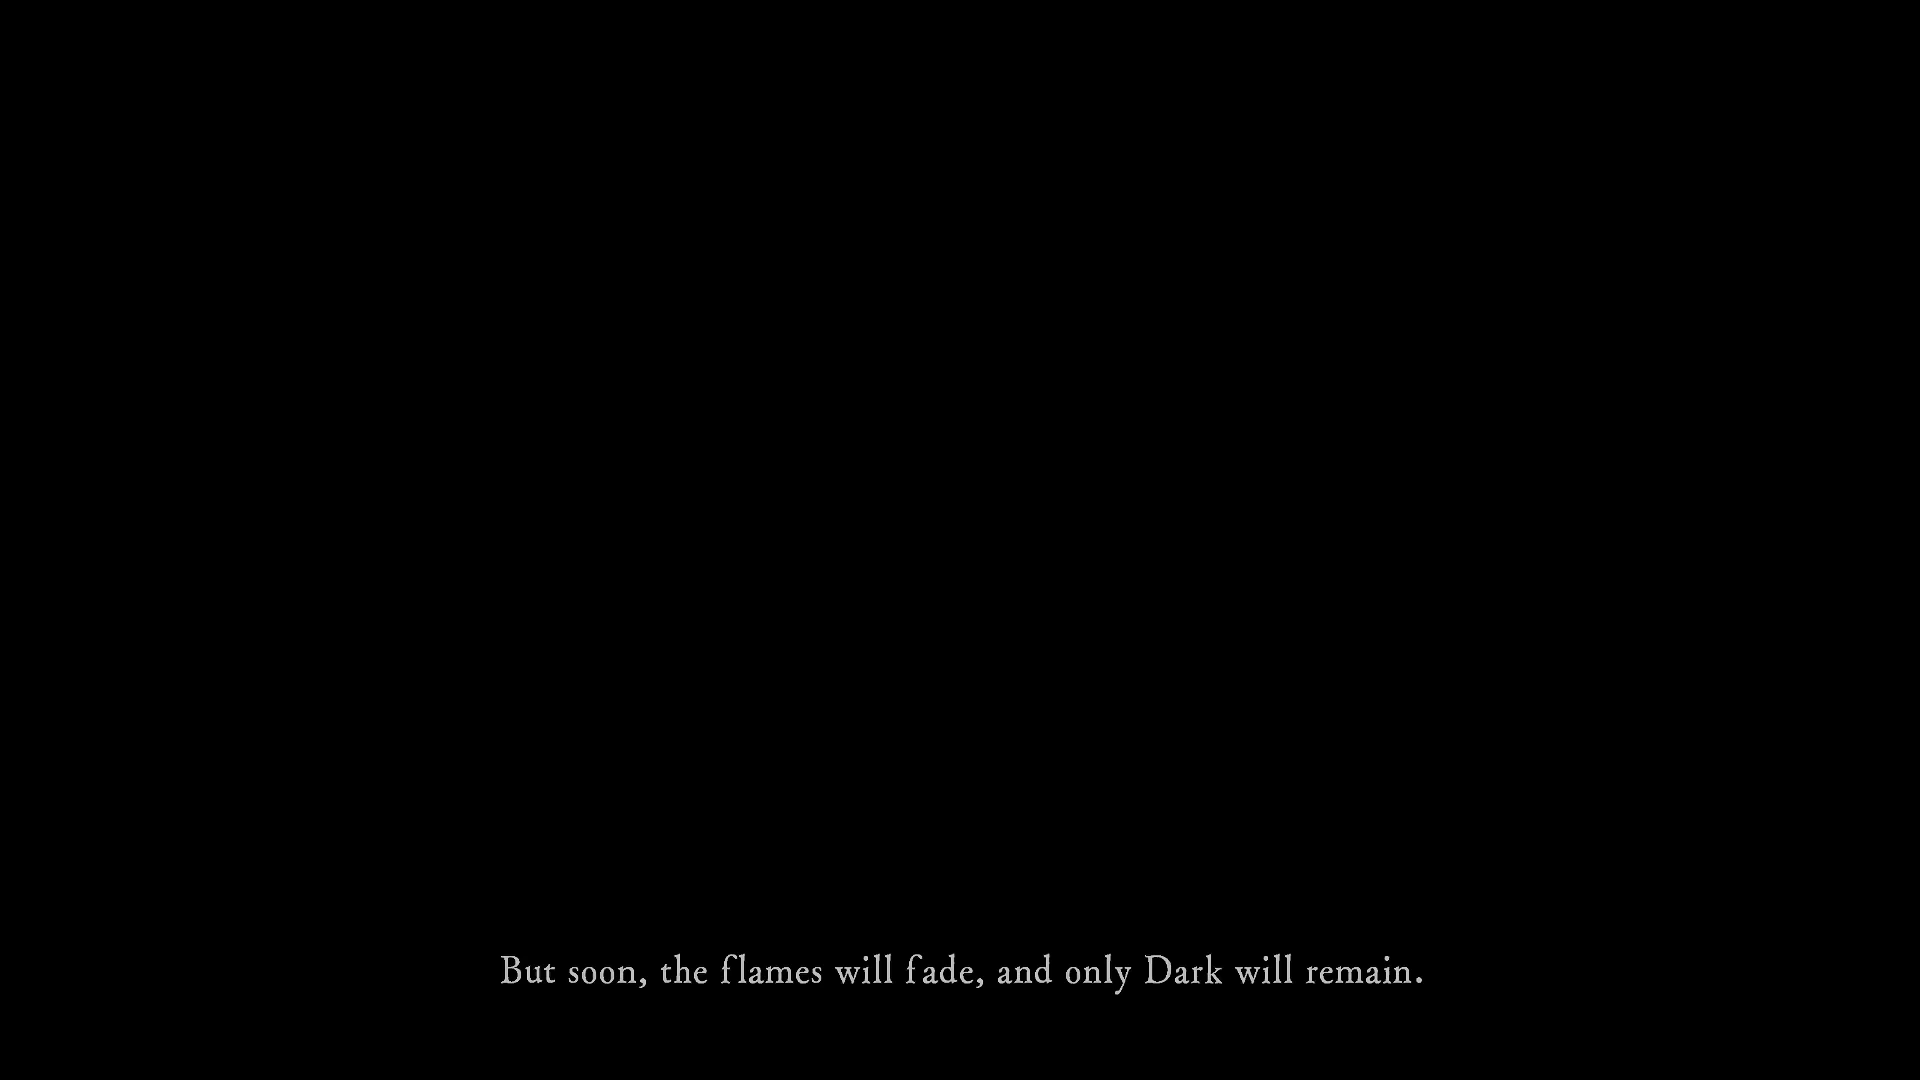 But soon, the flames will fade, and only Dark will remain.